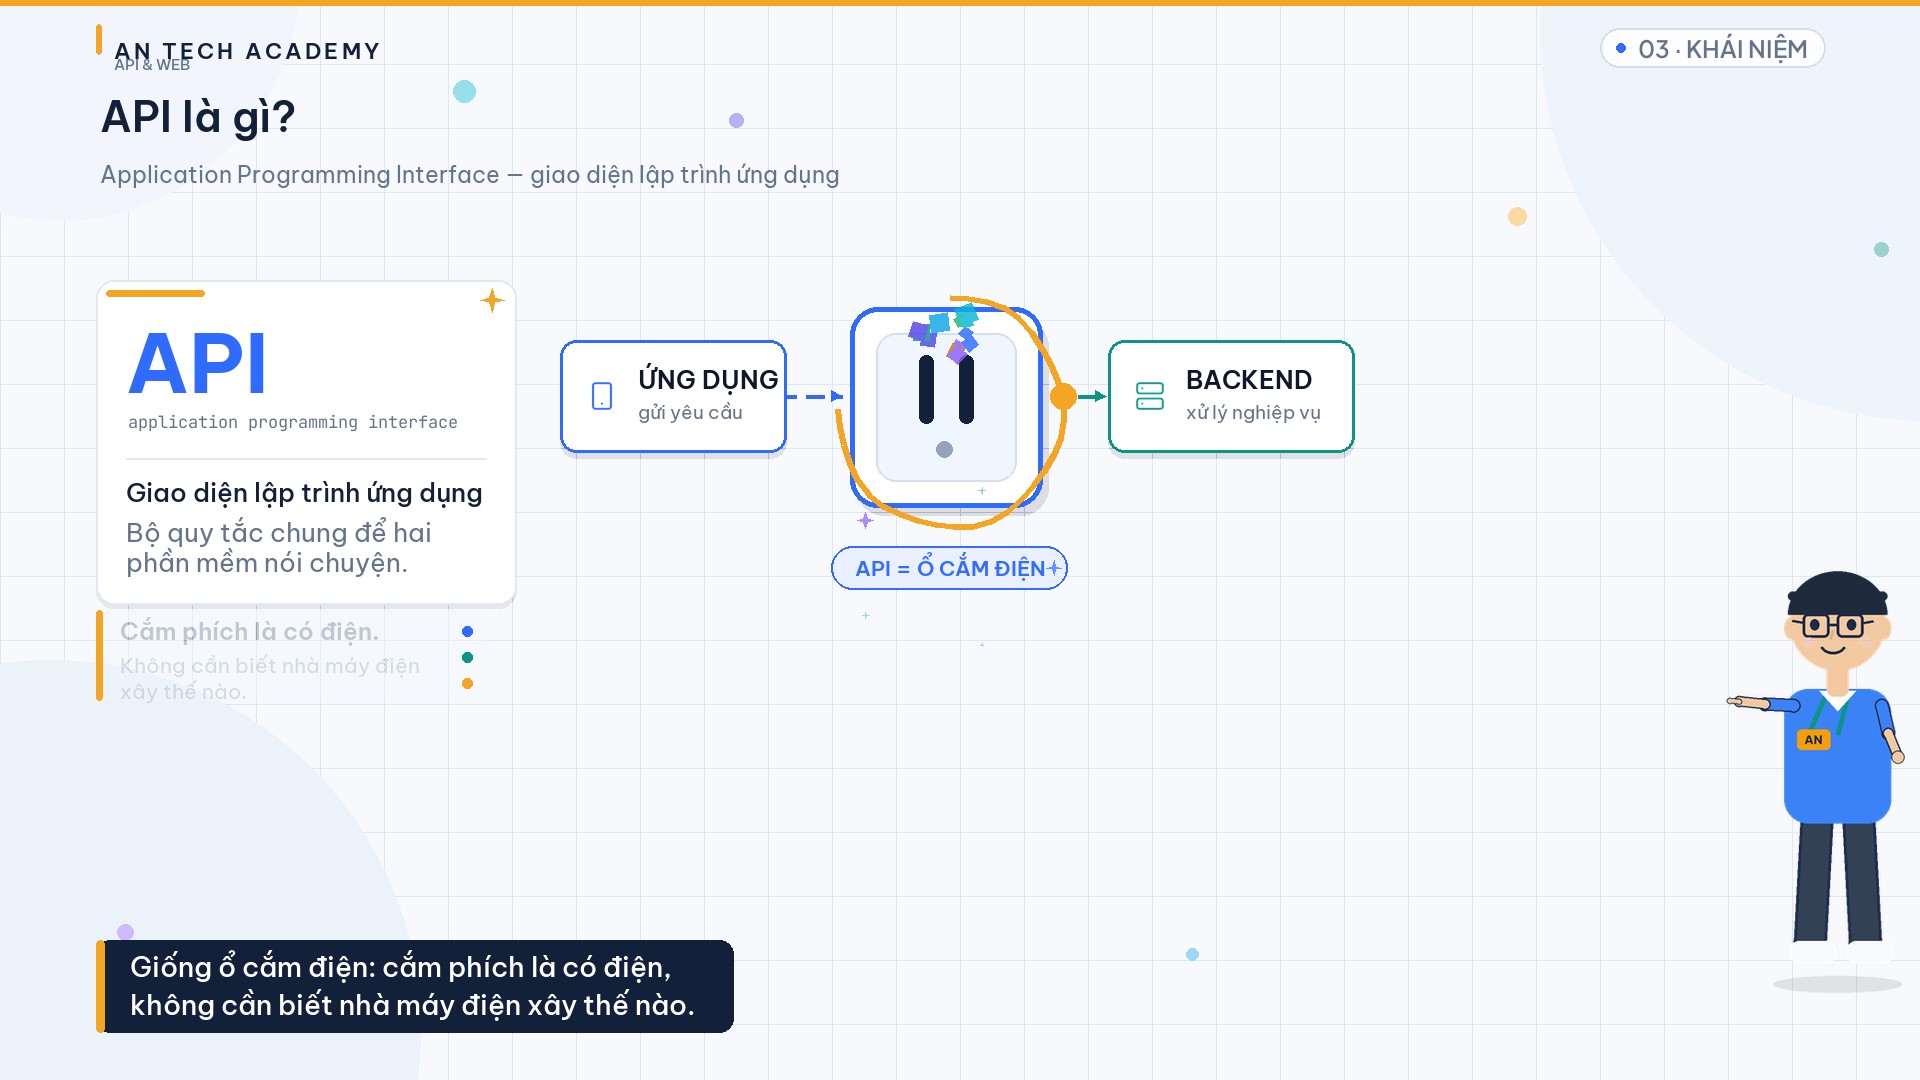 AN TECH ACADEMY
API & WEB
03 · KHÁI NIỆM
API là gì?
Application Programming Interface — giao diện lập trình ứng dụng
API
application programming interface
Giao diện lập trình ứng dụng
Bộ quy tắc chung để hai
phần mềm nói chuyện.
ỨNG DỤNG
gửi yêu cầu
BACKEND
xử lý nghiệp vụ
API = Ổ CẮM ĐIỆN
Cắm phích là có điện.
Không cần biết nhà máy điện
xây thế nào.
AN
Giống ổ cắm điện: cắm phích là có điện,
không cần biết nhà máy điện xây thế nào.